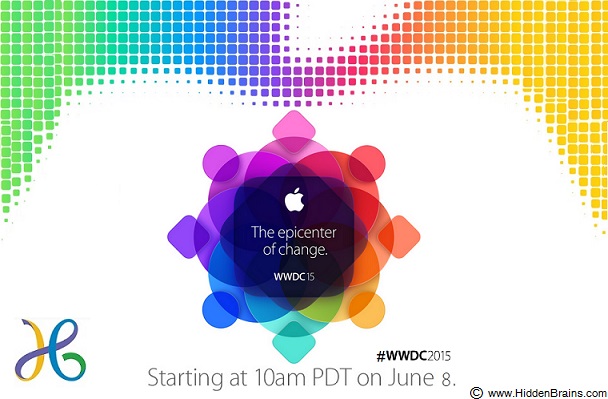 The epicenter
of change.
WWDC15
#WWDC2015
Starting at 10am PDT on June 8.
© www.HiddenBrains.com